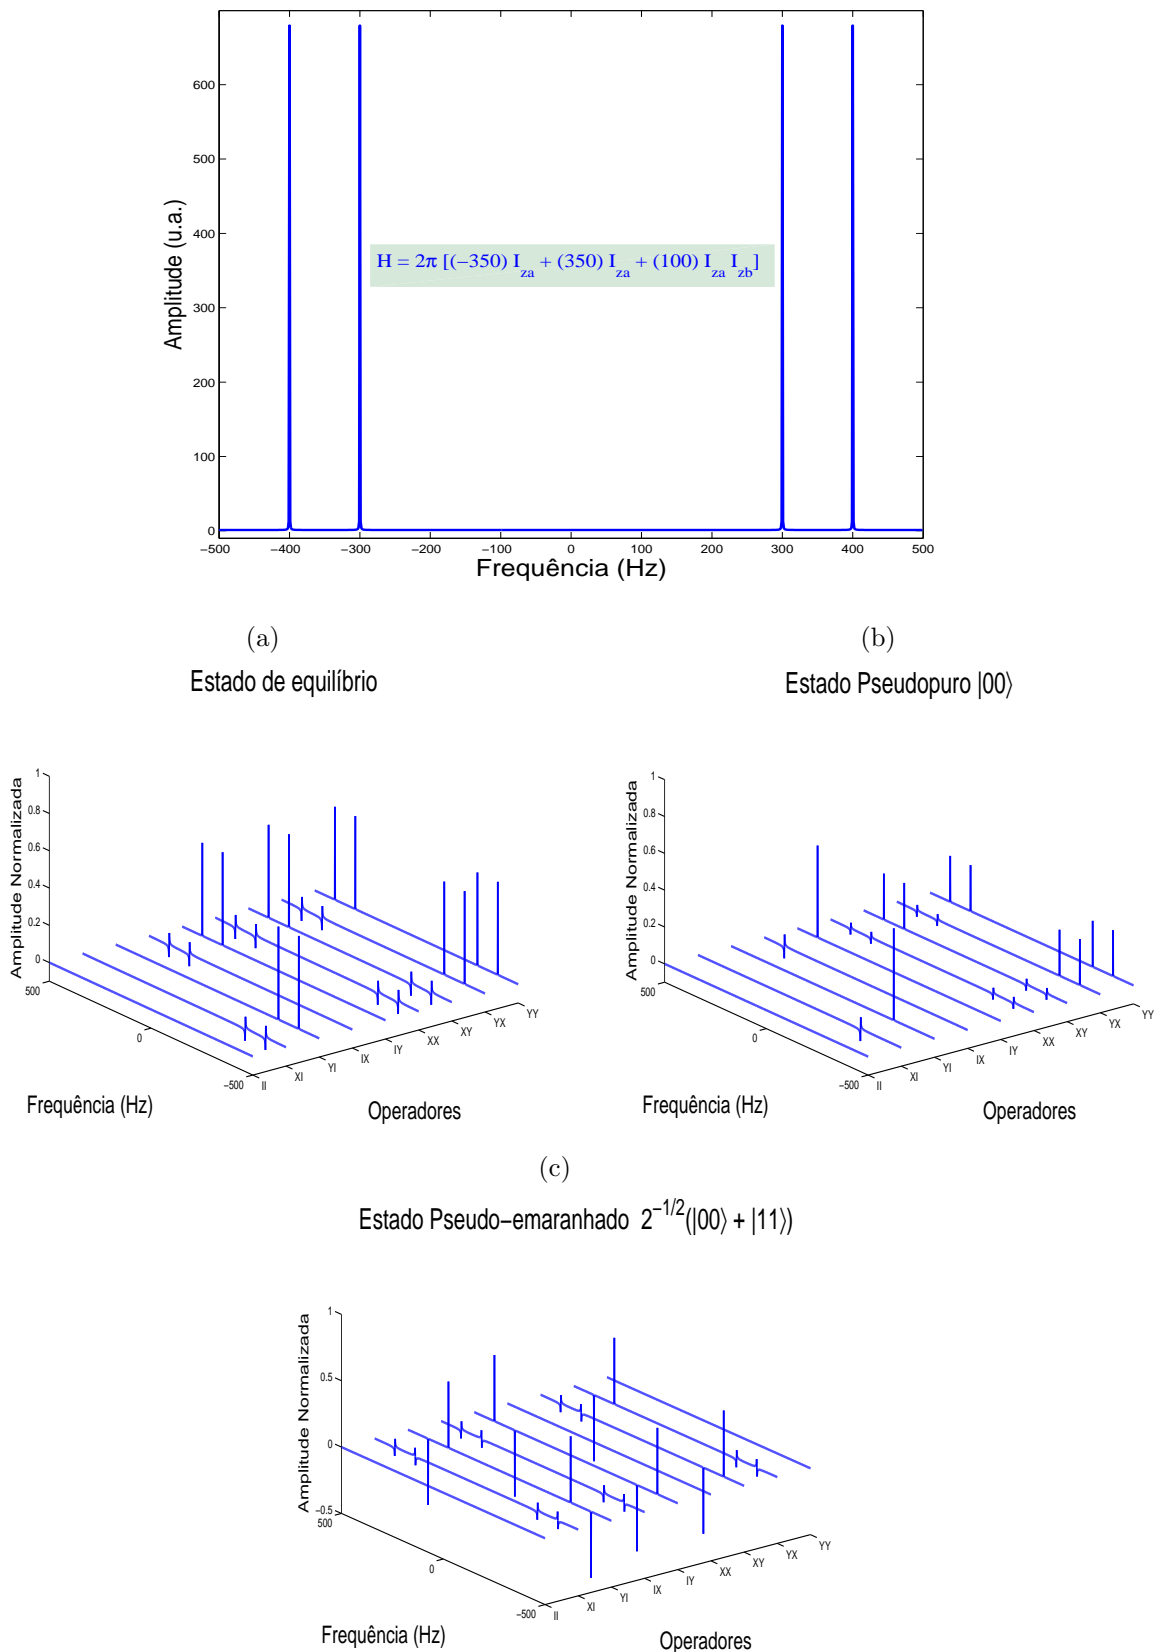 600
500
400
300
200
100
0
Amplitude (u.a.)
H = 2π [(−350) I_za + (350) I_za + (100) I_za I_zb]
−500 −400 −300 −200 −100 0 100 200 300 400 500
Frequência (Hz)
(a) (b)
Estado de equilíbrio
Amplitude Normalizada
1
0.8
0.6
0.4
0.2
0
500
0
−500
II XI YI IX IY XX XY YX YY
Frequência (Hz)
Operadores
Estado Pseudopuro |00⟩
Amplitude Normalizada
1
0.8
0.6
0.4
0.2
0
500
0
−500
II XI YI IX IY XX XY YX YY
Frequência (Hz)
Operadores
(c)
Estado Pseudo−emaranhado 2^{−1/2}(|00⟩ + |11⟩)
Amplitude Normalizada
1
0.5
0
−0.5
500
0
−500
II XI YI IX IY XX XY YX YY
Frequência (Hz)
Operadores